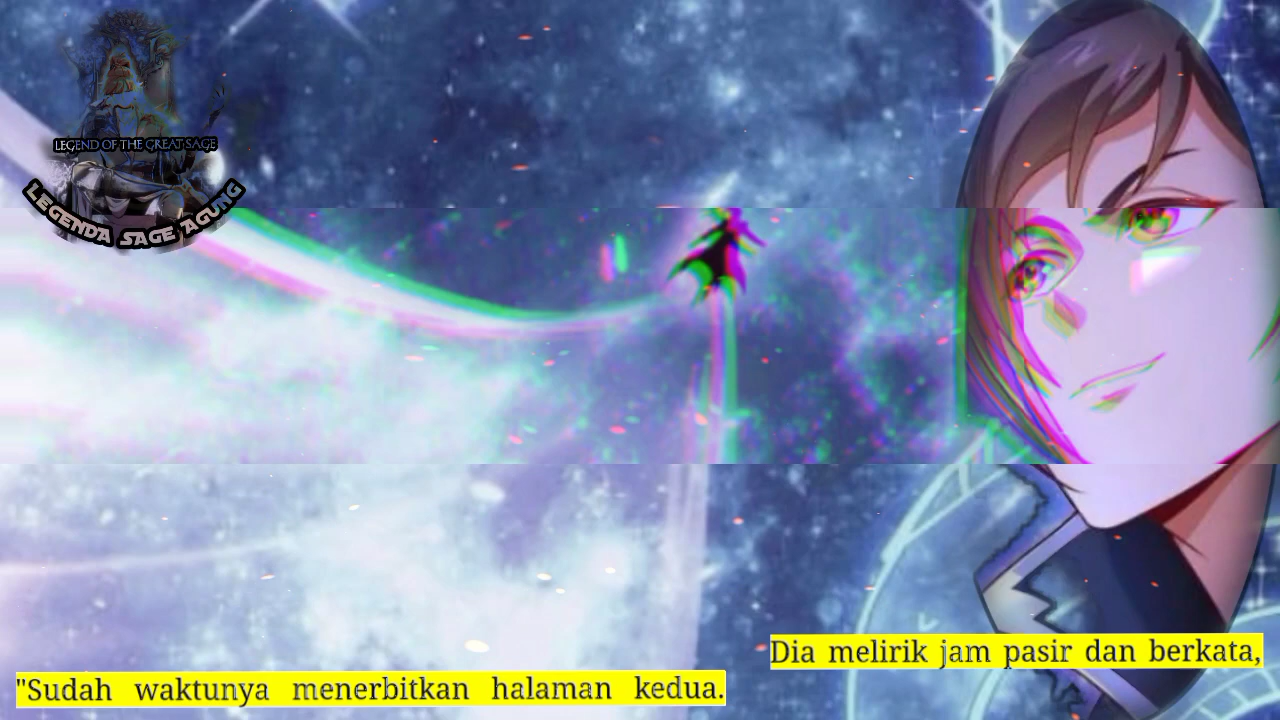 LEGEND OF THE GREAT SAGE
LEGENDA SAGE AGUNG
Dia melirik jam pasir dan berkata,
"Sudah waktunya menerbitkan halaman kedua.